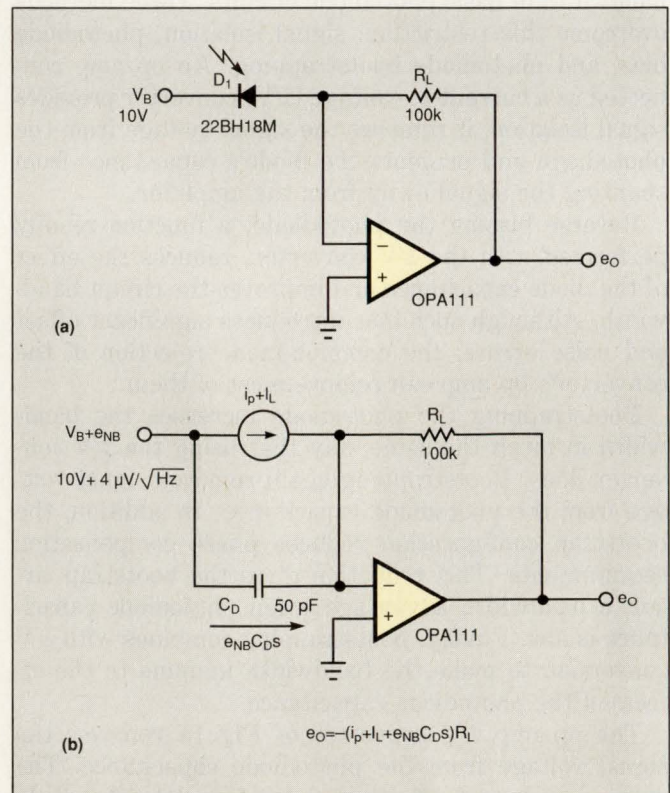 D₁
R_L
V_B
10V
22BH18M
100k
−
+
e_O
OPA111
(a)
i_p+I_L
R_L
V_B+e_NB
100k
10V+ 4 µV/√Hz
C_D 50 pF
−
+
e_O
e_NBC_Ds
OPA111
e_O=−(i_p+I_L+e_NBC_Ds)R_L
(b)